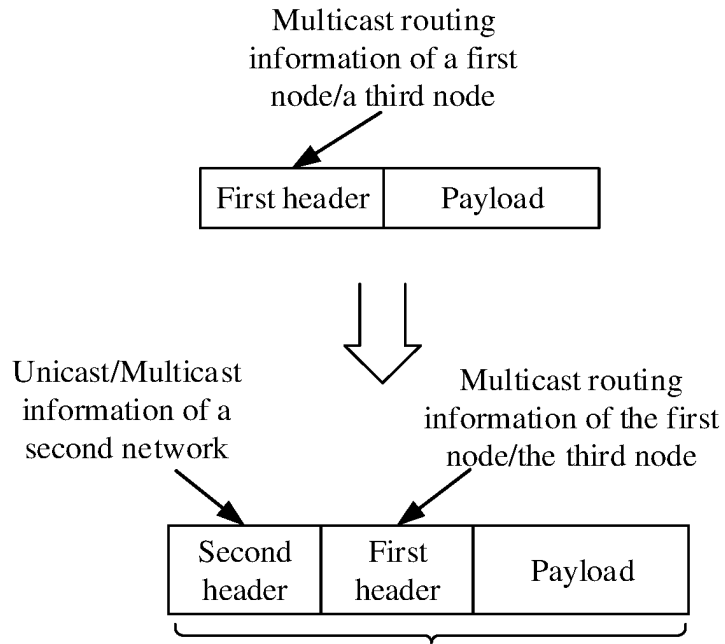 Multicast routing
information of a first
node/a third node
First header
Payload
Unicast/Multicast
information of a
second network
Multicast routing
information of the first
node/the third node
Second
header
First
header
Payload